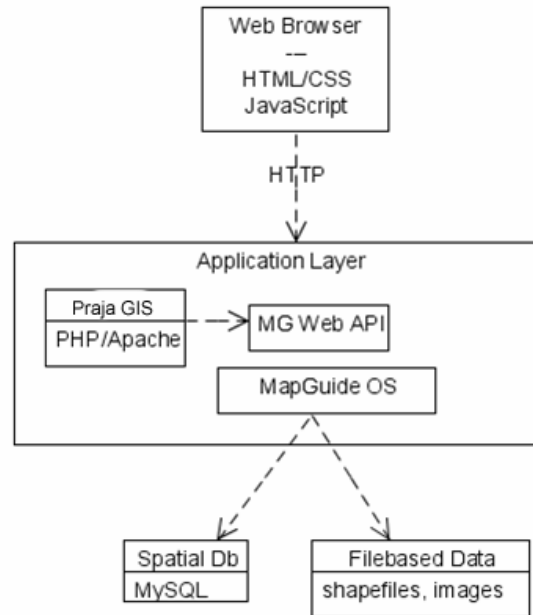 Web Browser
---
HTML/CSS
JavaScript
HTTP
Application Layer
Praja GIS
PHP/Apache
MG Web API
MapGuide OS
Spatial Db
MySQL
Filebased Data
shapefiles, images